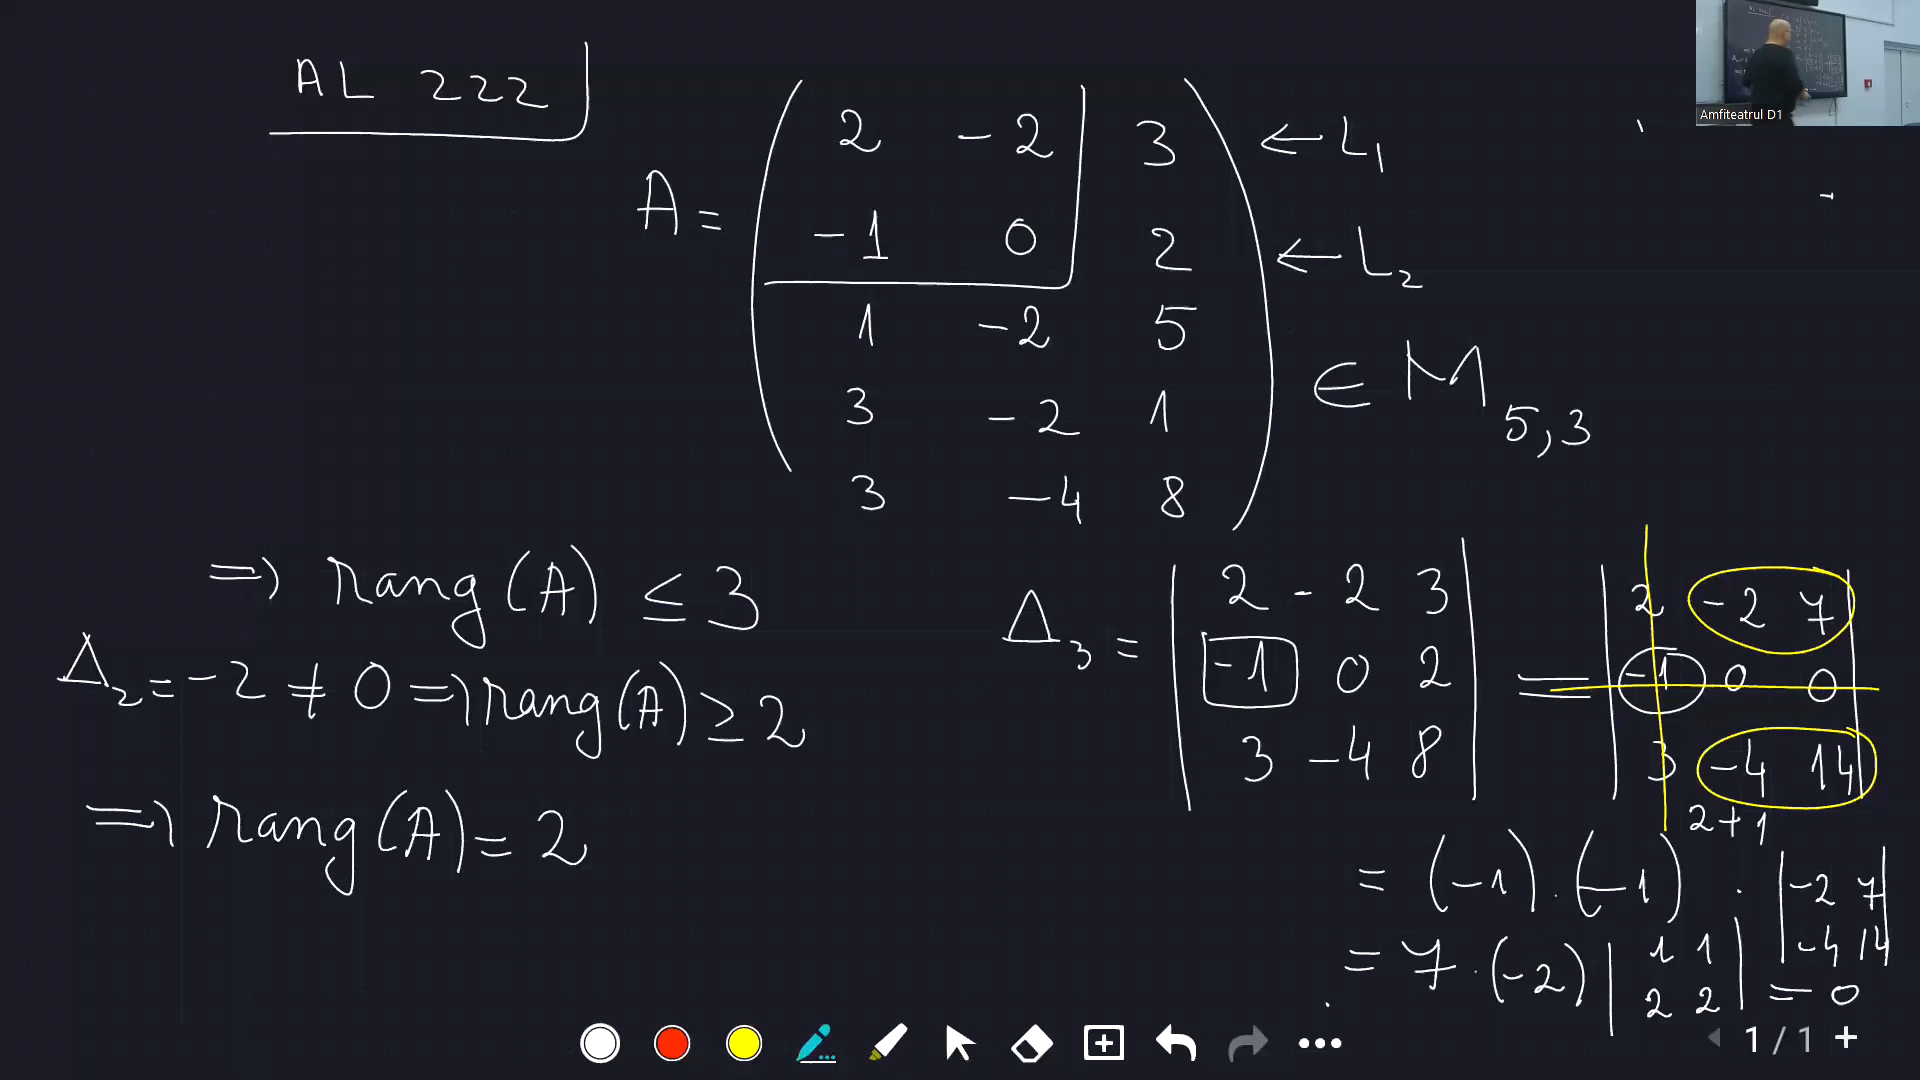 AL 222
Amfiteatrul D1
2 -2 3 ← L1
A = -1 0 2 ← L2
1 -2 5
∈ M5,3
3 -2 1
3 -4 8
=> rang(A) ≤ 3
Δ2 = -2 ≠ 0 => rang(A) ≥ 2
=> rang(A) = 2
2 -2 3 2 -2 7
Δ3 = -1 0 2 = -1 0 0
3 -4 8 3 -4 14
= (-1) · (-1)^2+1 · | -2 7 |
| -4 14 |
= 7 · (-2) | 1 1 |
| 2 2 | = 0
1 / 1